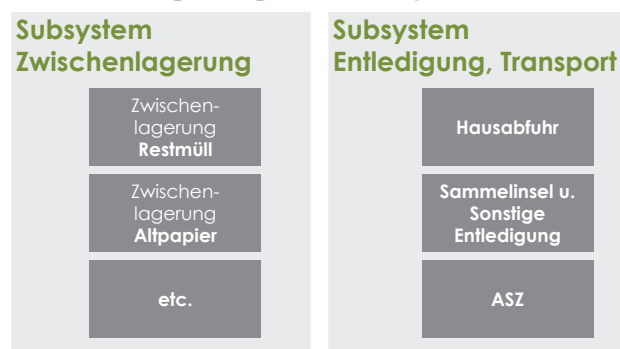 Subsystem
Zwischenlagerung
Zwischen-
lagerung
Restmüll
Zwischen-
lagerung
Altpapier
etc.
Subsystem
Entledigung, Transport
Hausabfuhr
Sammelinsel u.
Sonstige
Entledigung
ASZ